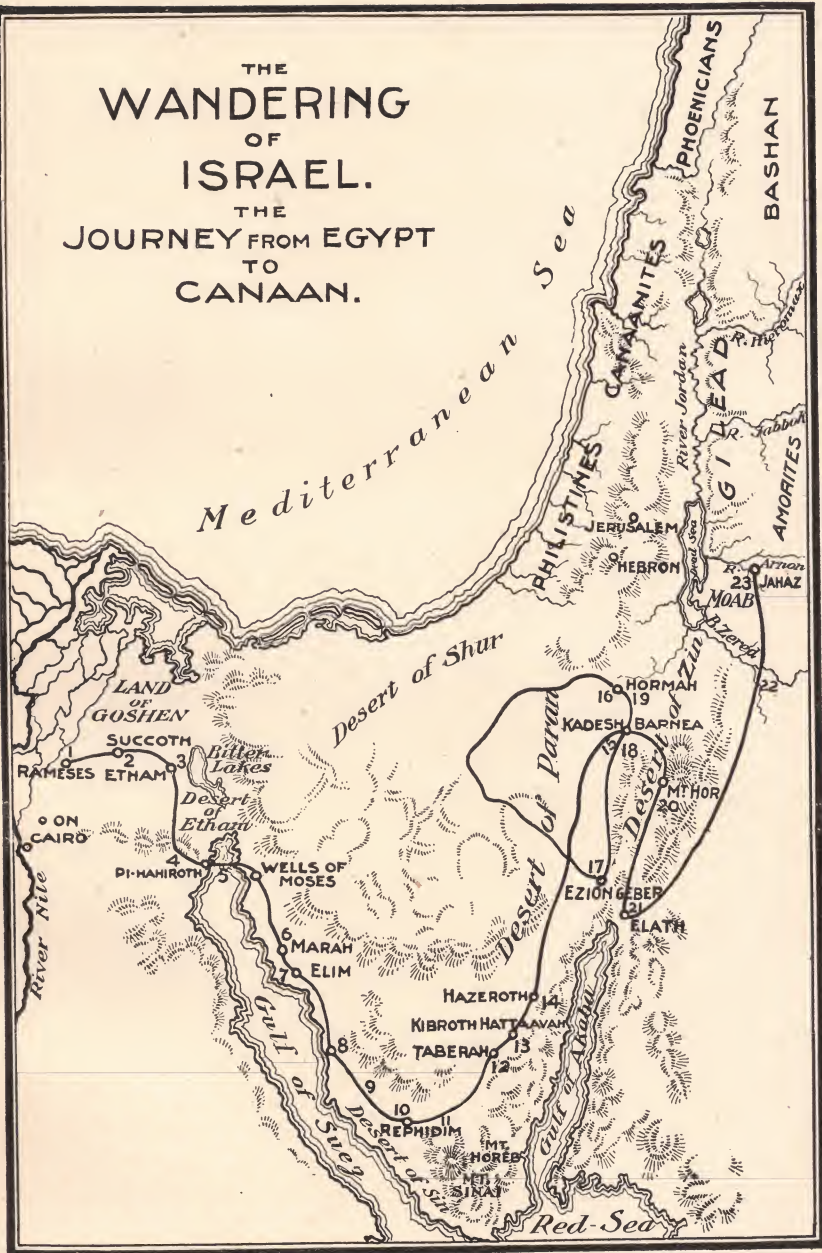 THE
WANDERING
OF
ISRAEL.
THE
JOURNEY FROM EGYPT
TO
CANAAN.
PHOENICIANS
BASHAN
Mediterranean Sea
CANAANITES
R. Hieromax
River Jordan
GILEAD
R. Jabbok
AMORITES
PHILISTINES
JERUSALEM
Dead Sea
HEBRON
R. Arnon
23 JAHAZ
MOAB
Zered
22
Desert of Shur
LAND
OF
GOSHEN
HORMAH
16 19
KADESH BARNEA
15 18
Desert of Zin
MT HOR
20
Desert of Paran
SUCCOTH
1 2 3
RAMESES ETHAM
Bitter
Lakes
Desert
of
Etham
ON
CAIRO
4
PI-HAHIROTH
5
WELLS OF
MOSES
17
EZION GEBER
21
ELATH
River Nile
6
MARAH
7 ELIM
HAZEROTH 14
KIBROTH HATTAAVAH
13
TABERAH
12
8
9
10
REPHIDIM
11
Gulf of Suez
Desert of Sin
Gulf of Akaba
MT.
HOREB
MT.
SINAI
Red-Sea